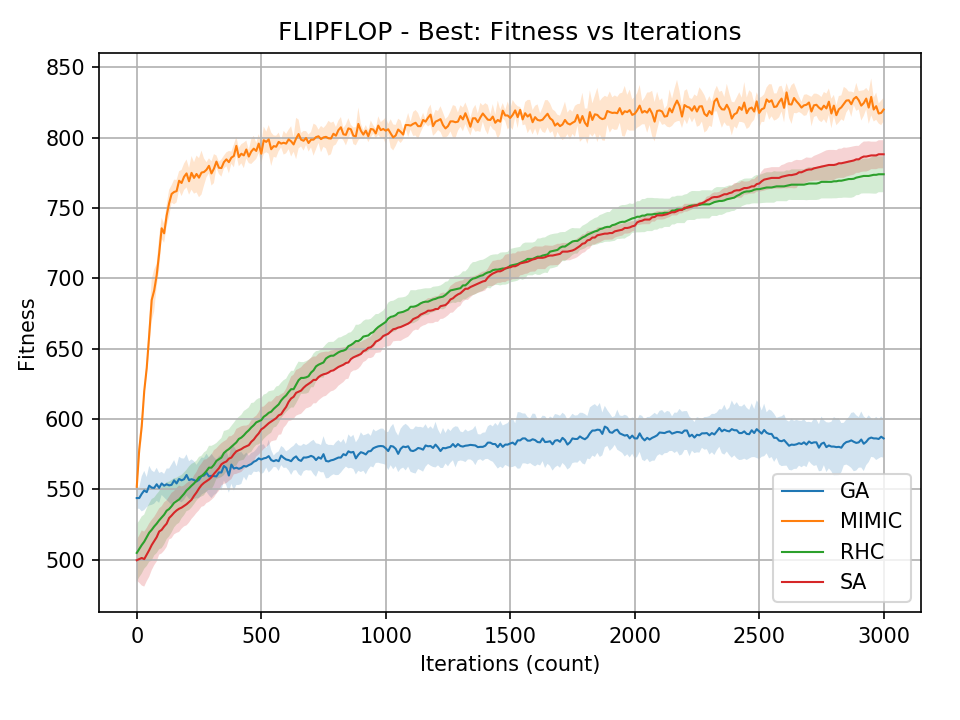 FLIPFLOP - Best: Fitness vs Iterations
850
800
750
700
650
600
550
500
Fitness
0 500 1000 1500 2000 2500 3000
Iterations (count)
GA
MIMIC
RHC
SA